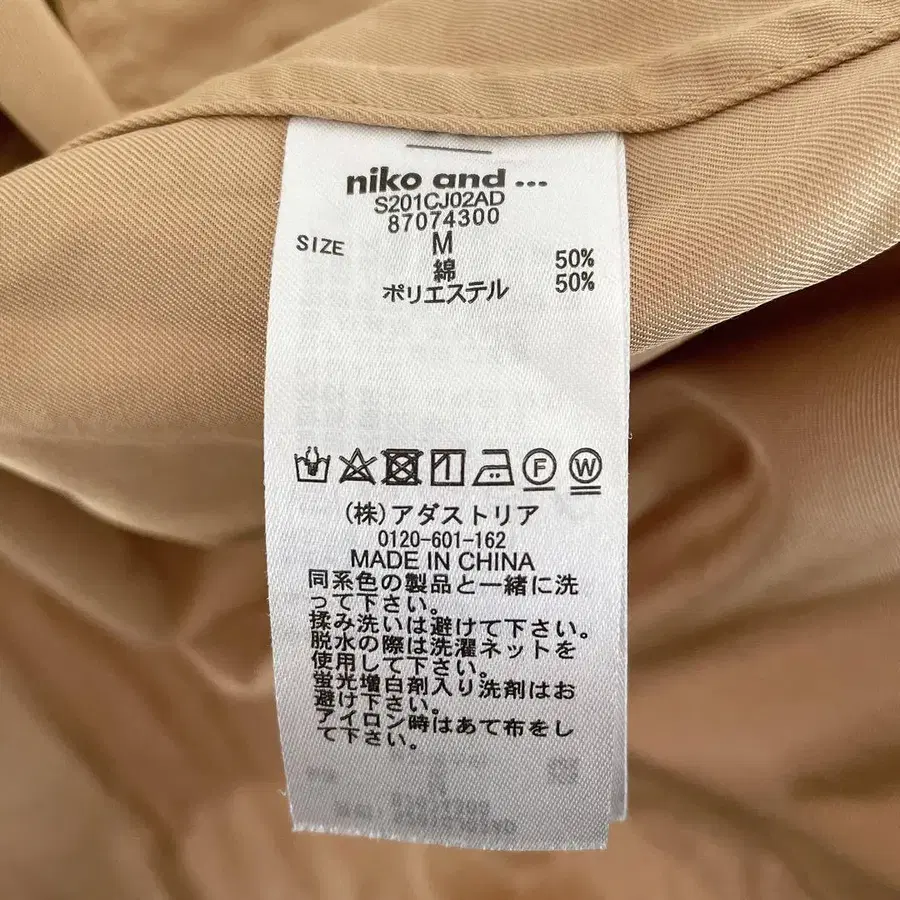 niko and ...
S201CJ02AD
87074300
SIZE M
綿 50%
ポリエステル 50%
F W
(株)アダストリア
0120-601-162
MADE IN CHINA
同系色の製品と一緒に洗
って下さい。
揉み洗いは避けて下さい。
脱水の際は洗濯ネットを
使用して下さい。
蛍光増白剤入り洗剤はお
避け下さい。
アイロン時はあて布をし
て下さい。